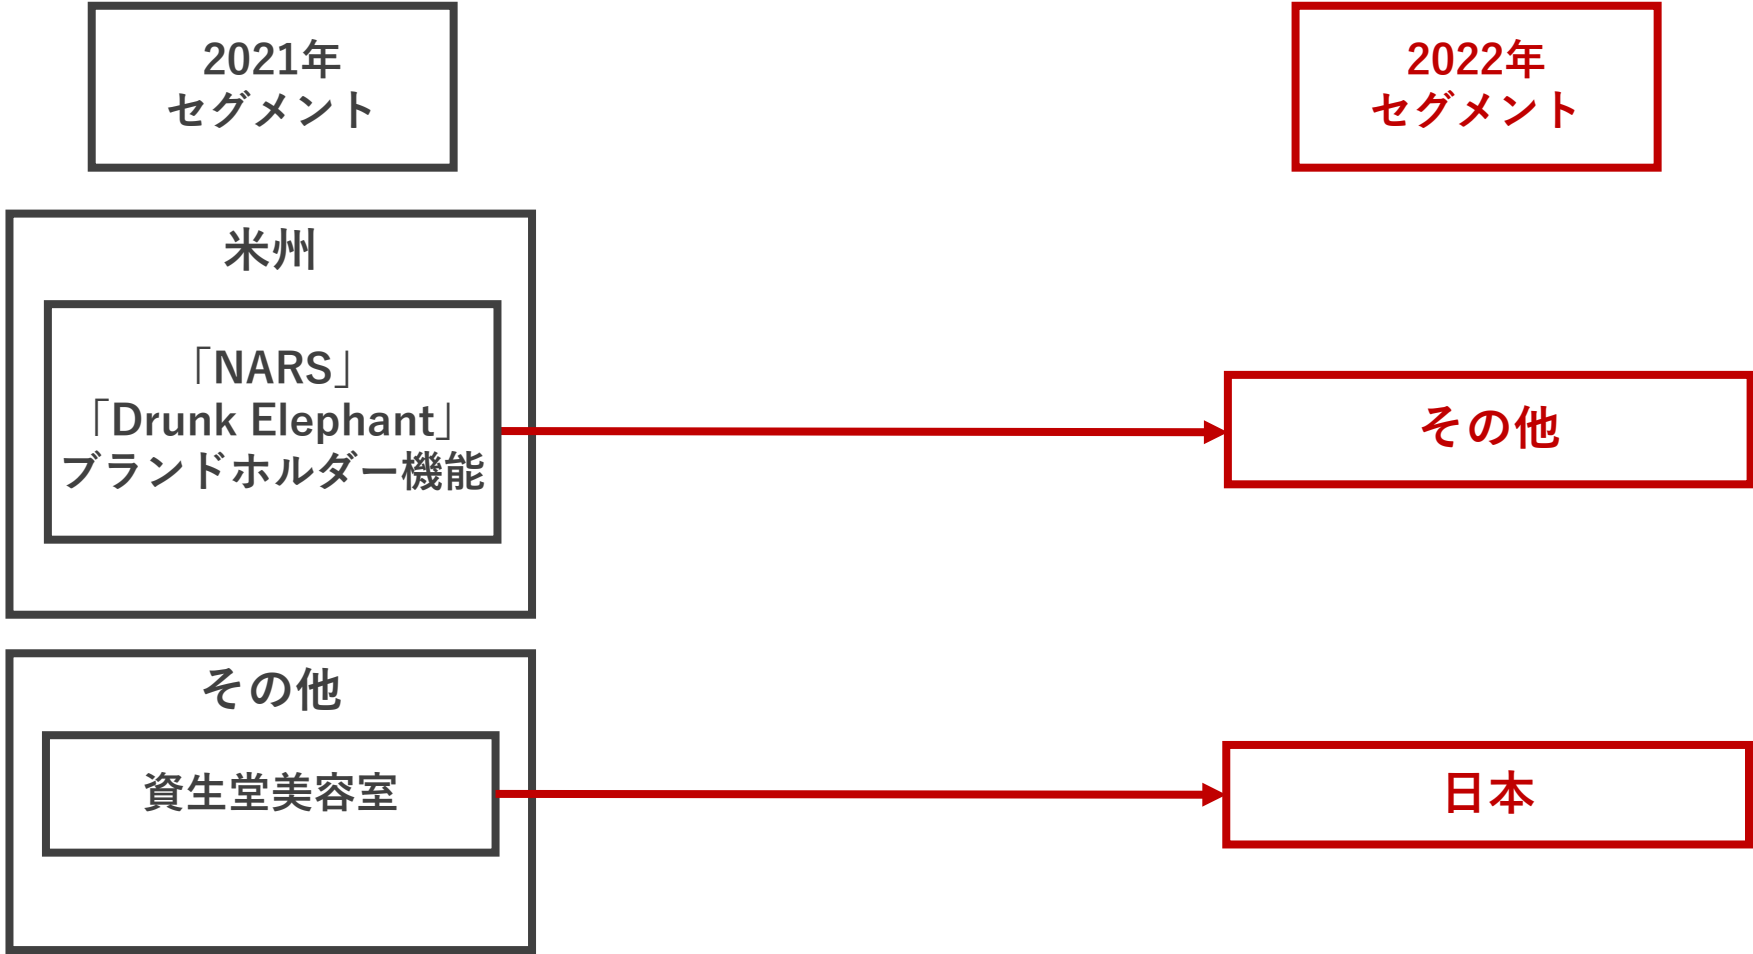 2021年
セグメント
2022年
セグメント
米州
「NARS」
「Drunk Elephant」
ブランドホルダー機能
その他
その他
資生堂美容室
日本